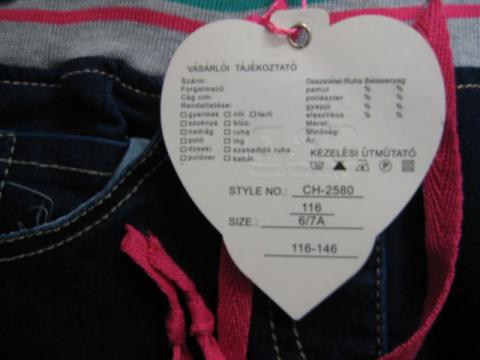 VÁSÁRLÓI TÁJÉKOZTATÓ
Szárm:
Forgalmazó
Cég cím:
Rendeltetése:
gyermek női férfi
szoknya blúz.
nadrág ruha
póló ing
dzseki szabadidő ruha
pulóver kabát
Összetétel Ruha Bélésanyag
pamut % %
poliészter % %
gyapjú % %
elasztikus % %
Méret:
Minőség:
Ár:
KEZELÉSI ÚTMUTATÓ
STYLE NO.: CH-2580
116
SIZE.: 6/7A
116-146